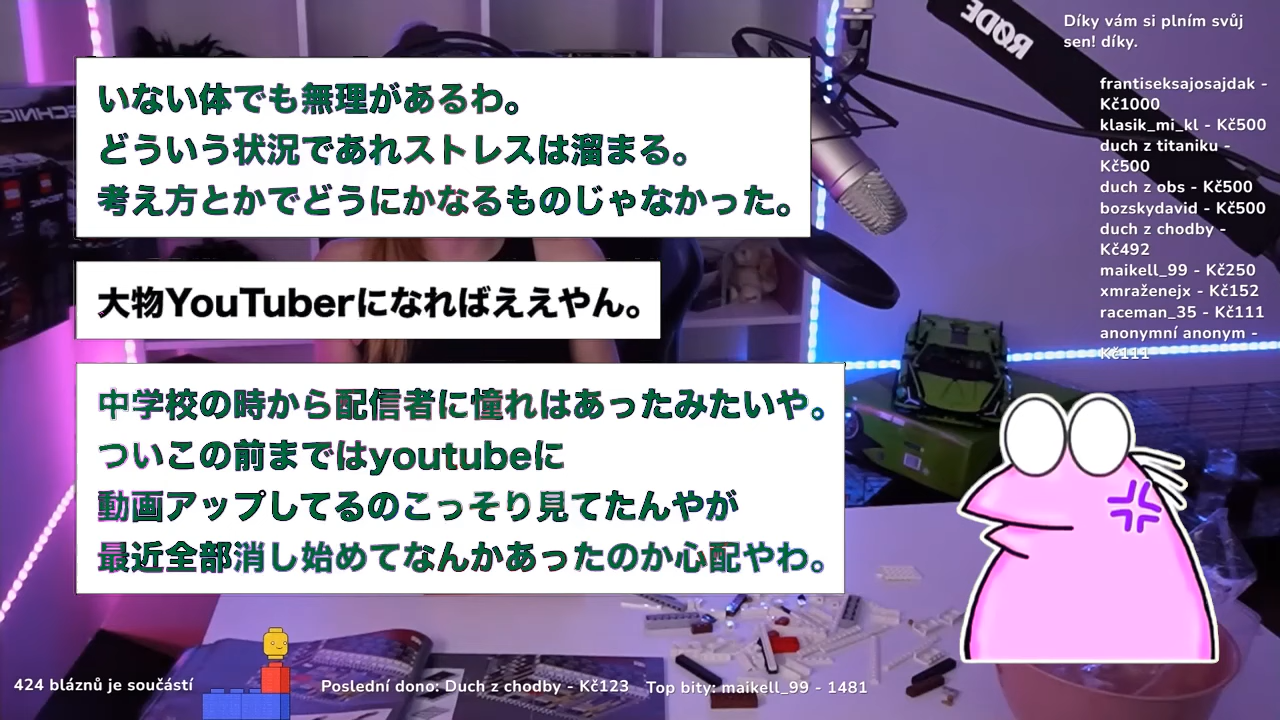 いない体でも無理があるわ。
どういう状況であれストレスは溜まる。
考え方とかでどうにかなるものじゃなかった。
大物YouTuberになればええやん。
中学校の時から配信者に憧れはあったみたいや。
ついこの前まではyoutubeに
動画アップしてるのこっそり見てたんやが
最近全部消し始めてなんかあったのか心配やわ。
RØDE
Díky vám si plním svůj
sen! díky.
frantiseksajosajdak -
Kč1000
klasik_mi_kl - Kč500
duch z titaniku -
Kč500
duch z obs - Kč500
bozskydavid - Kč500
duch z chodby -
Kč492
maikell_99 - Kč250
xmraženejx - Kč152
raceman_35 - Kč111
anonymní anonym -
Kč111
424 bláznů je součástí
Poslední dono: Duch z chodby - Kč123
Top bity: maikell_99 - 1481